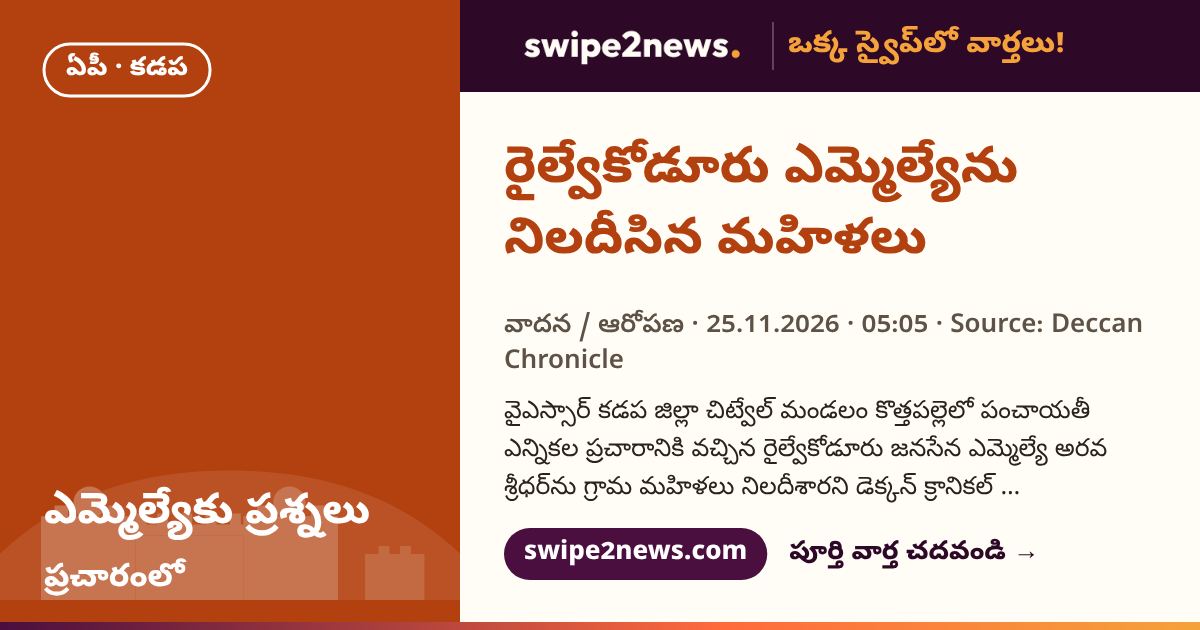 ఏపీ · కడప
ఎమ్మెల్యేకు ప్రశ్నలు
ప్రచారంలో
swipe2news.
ఒక్క స్వైప్‌లో వార్తలు!
రైల్వేకోడూరు ఎమ్మెల్యేను
నిలదీసిన మహిళలు
వాదన / ఆరోపణ · 25.11.2026 · 05:05 · Source: Deccan
Chronicle
వైఎస్సార్ కడప జిల్లా చిట్వేల్ మండలం కొత్తపల్లెలో పంచాయతీ
ఎన్నికల ప్రచారానికి వచ్చిన రైల్వేకోడూరు జనసేన ఎమ్మెల్యే అరవ
శ్రీధర్‌ను గ్రామ మహిళలు నిలదీశారని డెక్కన్ క్రానికల్ ...
swipe2news.com
పూర్తి వార్త చదవండి →